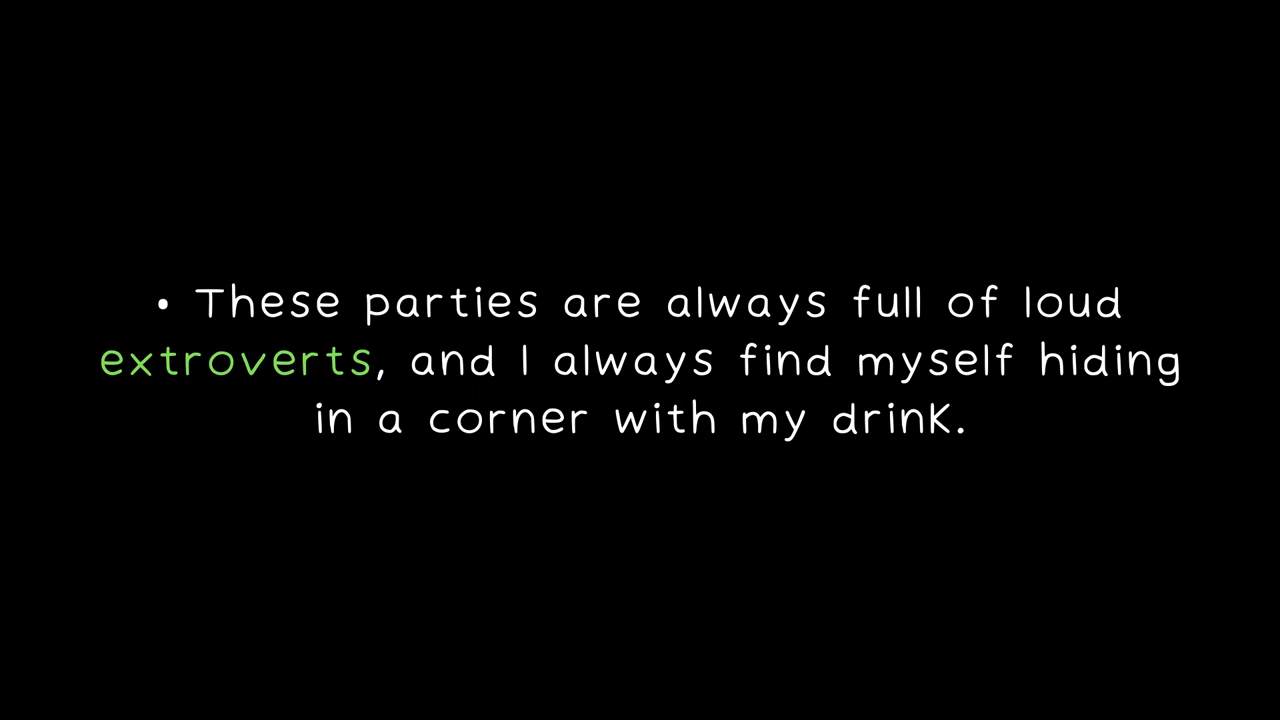 • These parties are always full of loud
extroverts, and I always find myself hiding
in a corner with my drink.